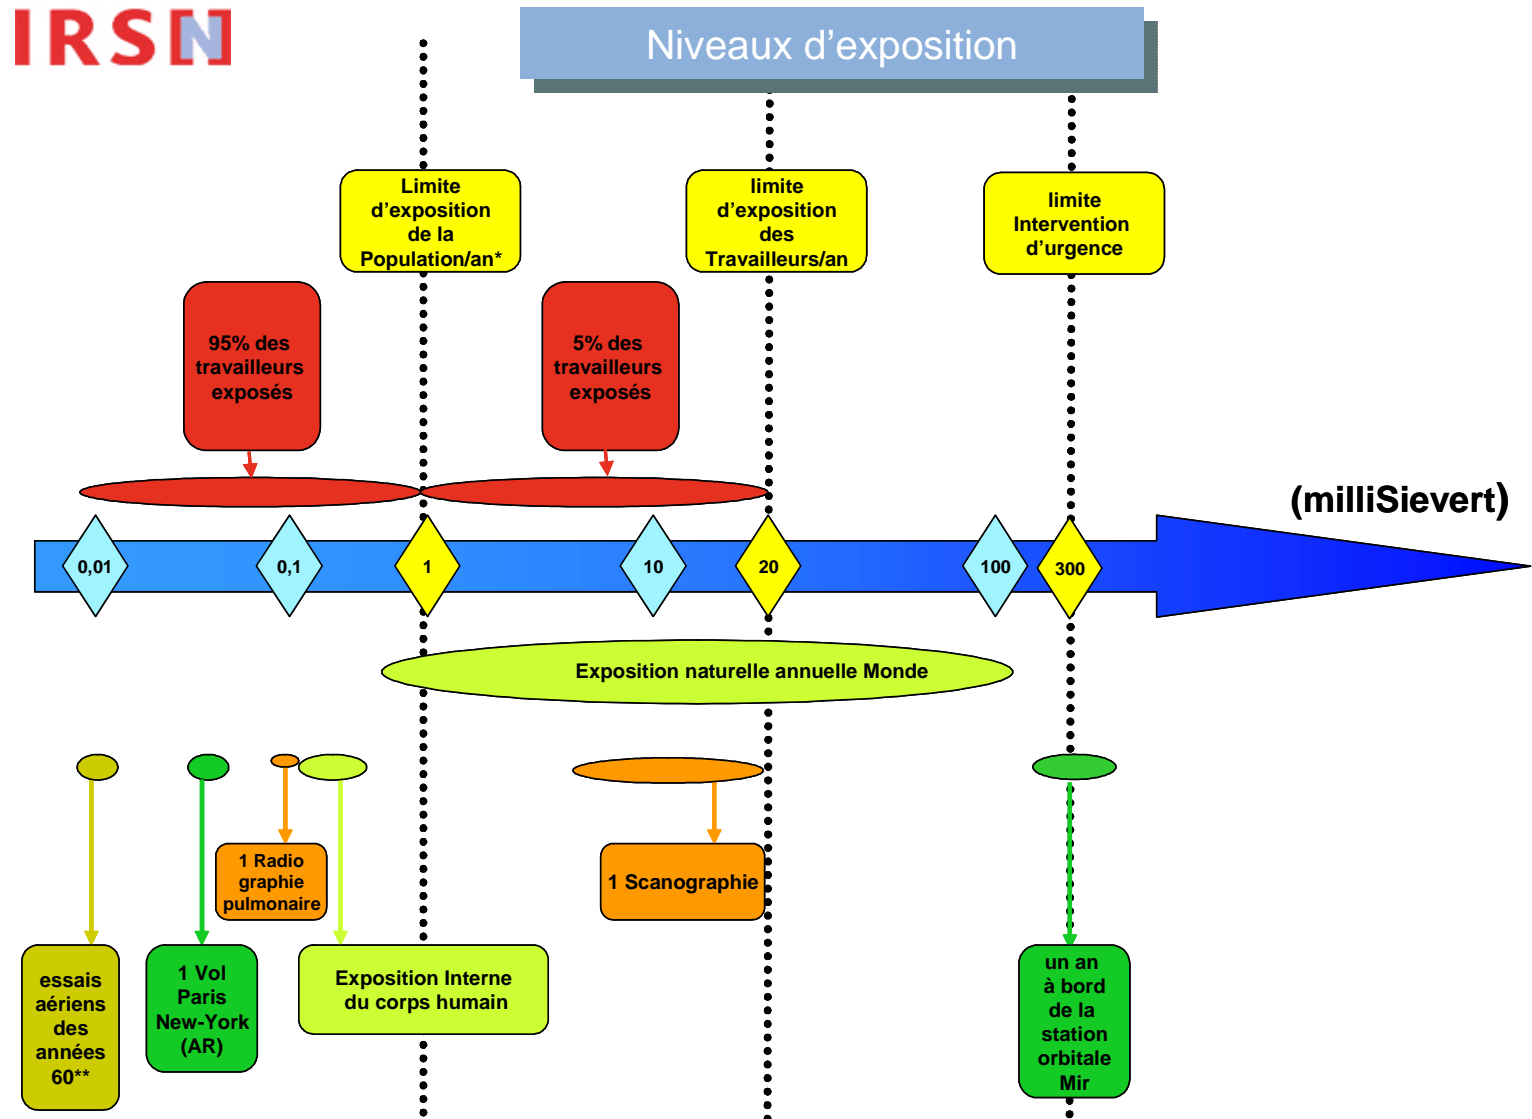 IRSN
Niveaux d'exposition
Limite
d'exposition
de la
Population/an*
limite
d'exposition
des
Travailleurs/an
limite
Intervention
d'urgence
95% des
travailleurs
exposés
5% des
travailleurs
exposés
(milliSievert)
0,01
0,1
1
10
20
100
300
Exposition naturelle annuelle Monde
1 Radio
graphie
pulmonaire
1 Scanographie
essais
aériens
des
années
60**
1 Vol
Paris
New-York
(AR)
Exposition Interne
du corps humain
un an
à bord
de la
station
orbitale
Mir